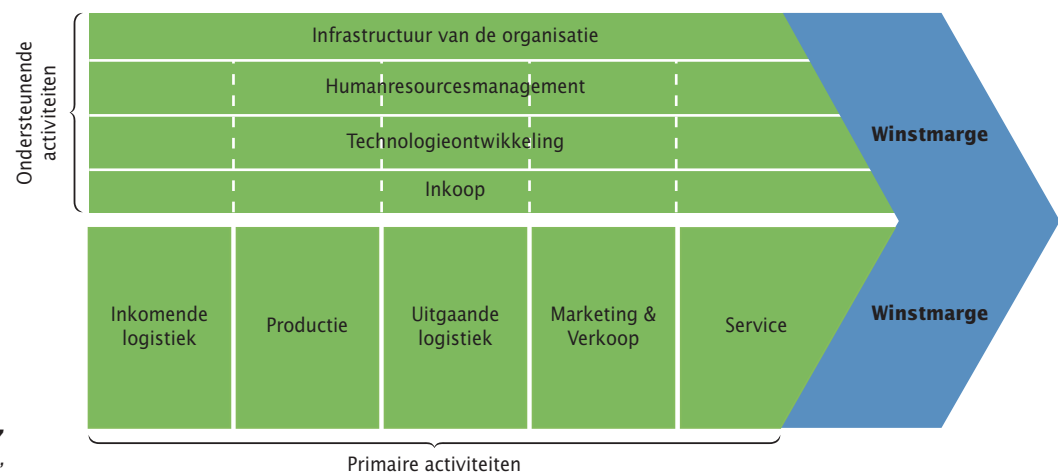 Ondersteunende
activiteiten
Infrastructuur van de organisatie
Humanresourcesmanagement
Technologieontwikkeling
Inkoop
Winstmarge
Inkomende
logistiek
Productie
Uitgaande
logistiek
Marketing &
Verkoop
Service
Winstmarge
Primaire activiteiten